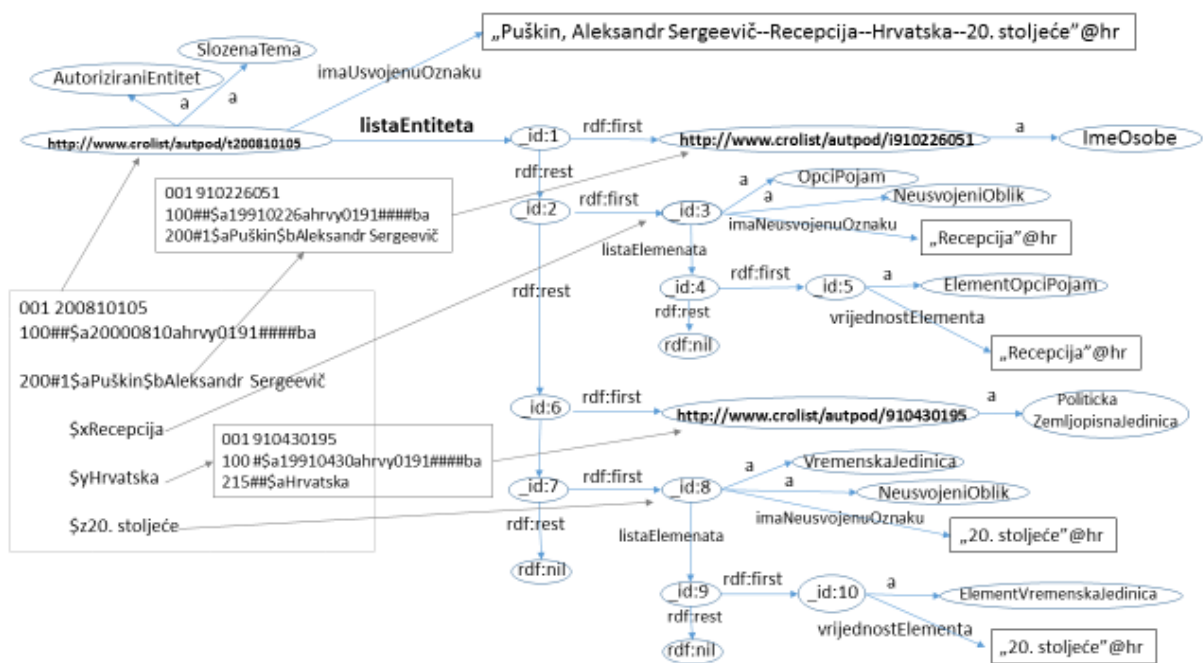 „Puškin, Aleksandr Sergeevič--Recepcija--Hrvatska--20. stoljeće”@hr
SlozenaTema
AutoriziraniEntitet
imaUsvojenuOznaku
a
a
http://www.crolist/autpod/t200810105
listaEntiteta
_id:1
rdf:first
http://www.crolist/autpod/i910226051
a
ImeOsobe
rdf:rest
001 910226051
100##$a19910226ahrvy0191####ba
200#1$aPuškin$bAleksandr Sergeevič
_id:2
rdf:first
_id:3
a
OpciPojam
a
NeusvojeniOblik
imaNeusvojenuOznaku
„Recepcija”@hr
listaElemenata
rdf:rest
_id:4
rdf:first
_id:5
a
ElementOpciPojam
rdf:rest
vrijednostElementa
rdf:nil
„Recepcija”@hr
001 200810105
100##$a20000810ahrvy0191####ba
200#1$aPuškin$bAleksandr Sergeevič
$xRecepcija
$yHrvatska
$z20. stoljeće
001 910430195
100 #$a19910430ahrvy0191####ba
215##$aHrvatska
_id:6
rdf:first
http://www.crolist/autpod/910430195
a
Politicka
ZemljopisnaJedinica
_id:7
rdf:first
_id:8
a
VremenskaJedinica
a
NeusvojeniOblik
rdf:rest
imaNeusvojenuOznaku
listaElemenata
„20. stoljeće”@hr
rdf:nil
_id:9
rdf:first
_id:10
a
ElementVremenskaJedinica
rdf:rest
vrijednostElementa
rdf:nil
„20. stoljeće”@hr